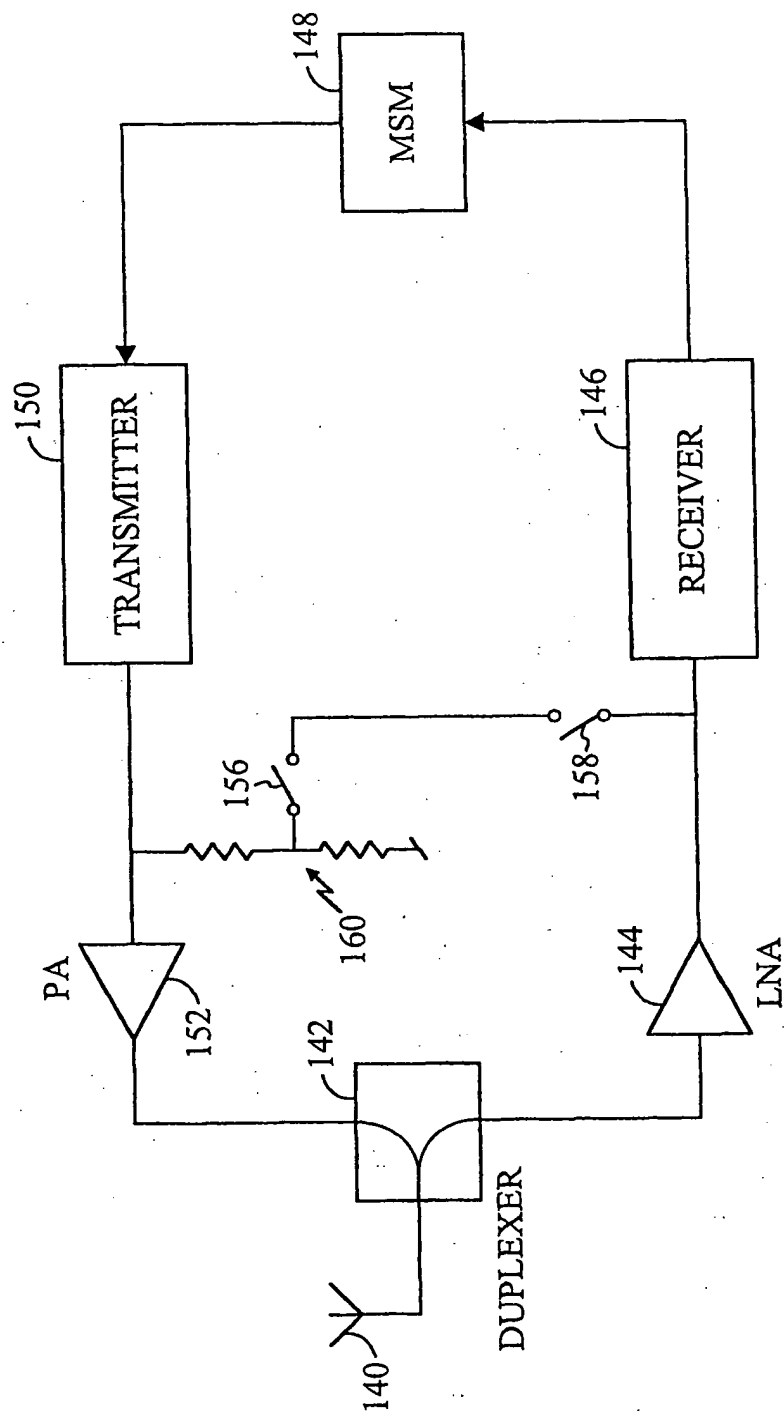 148
MSM
150
TRANSMITTER
146
RECEIVER
156
158
160
PA
152
144
LNA
142
DUPLEXER
140